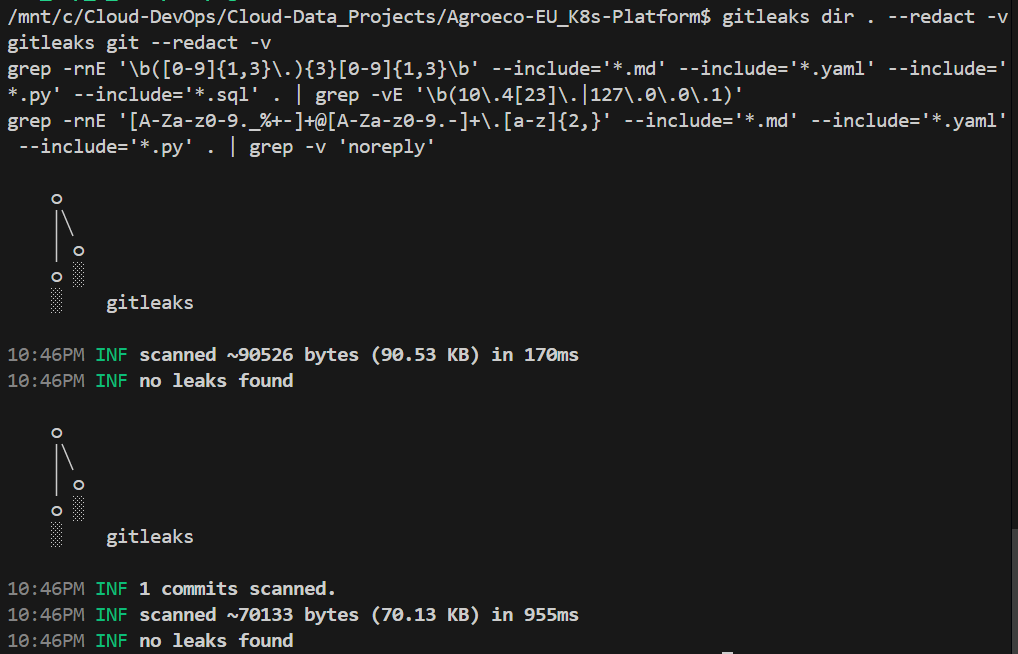 /mnt/c/Cloud-DevOps/Cloud-Data_Projects/Agroeco-EU_K8s-Platform$ gitleaks dir . --redact -v
gitleaks git --redact -v
grep -rnE '\b([0-9]{1,3}\.){3}[0-9]{1,3}\b' --include='*.md' --include='*.yaml' --include='
*.py' --include='*.sql' . | grep -vE '\b(10\.4[23]\.|127\.0\.0\.1)'
grep -rnE '[A-Za-z0-9._%+-]+@[A-Za-z0-9.-]+\.[a-z]{2,}' --include='*.md' --include='*.yaml'
 --include='*.py' . | grep -v 'noreply'
gitleaks
10:46PM INF scanned ~90526 bytes (90.53 KB) in 170ms
10:46PM INF no leaks found
gitleaks
10:46PM INF 1 commits scanned.
10:46PM INF scanned ~70133 bytes (70.13 KB) in 955ms
10:46PM INF no leaks found